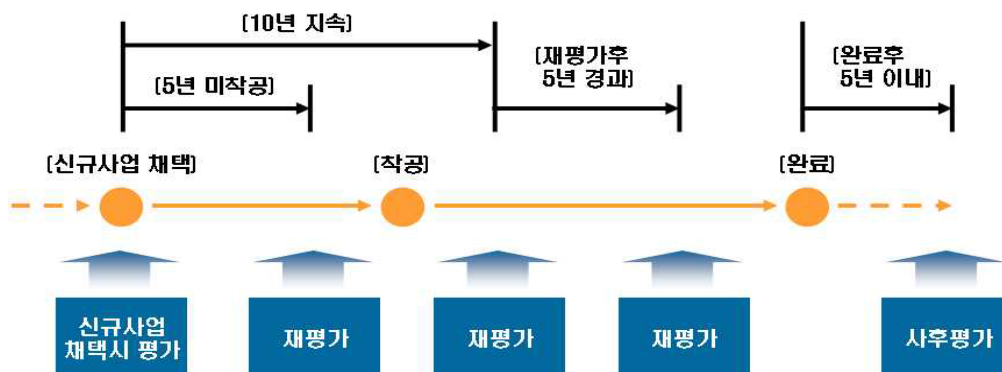 [10년 지속]
[5년 미착공]
[재평가후
5년 경과]
[완료후
5년 이내]
[신규사업 채택]
[착공]
[완료]
신규사업
채택시 평가
재평가
재평가
재평가
사후평가